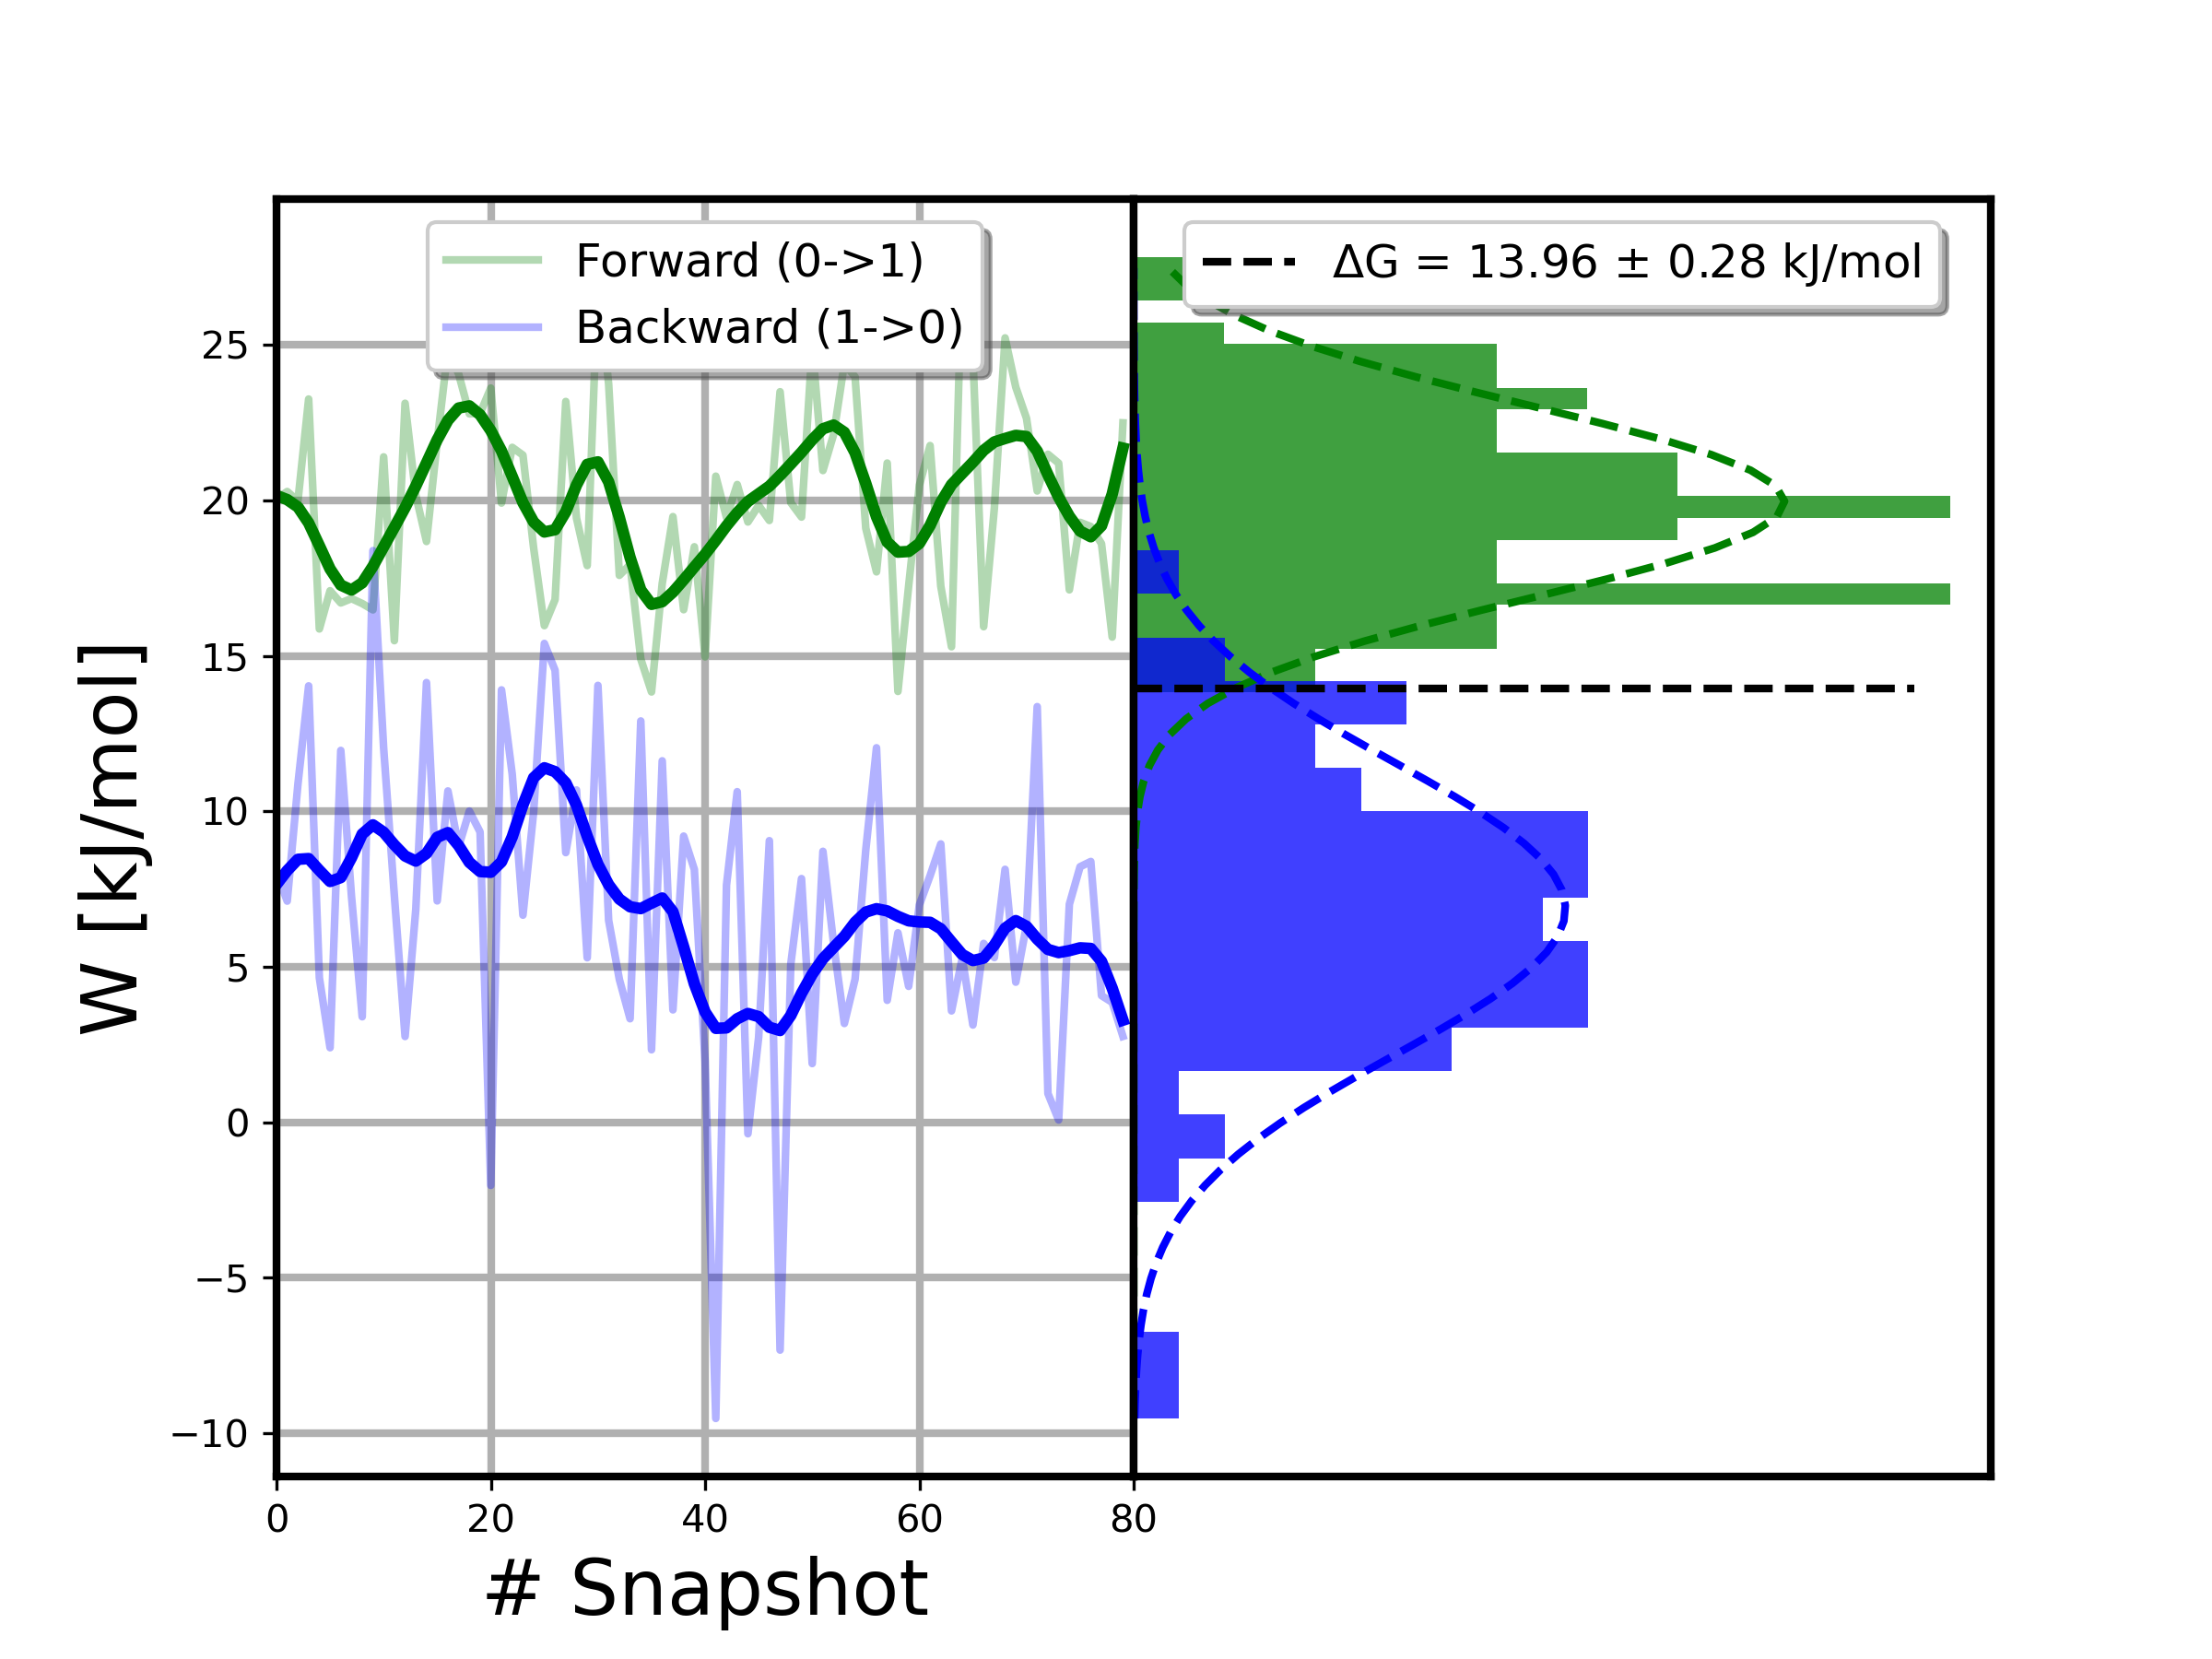 Forward (0->1)
Backward (1->0)
ΔG = 13.96 ± 0.28 kJ/mol
W [kJ/mol]
25
20
15
10
5
0
−5
−10
0 20 40 60 80
# Snapshot